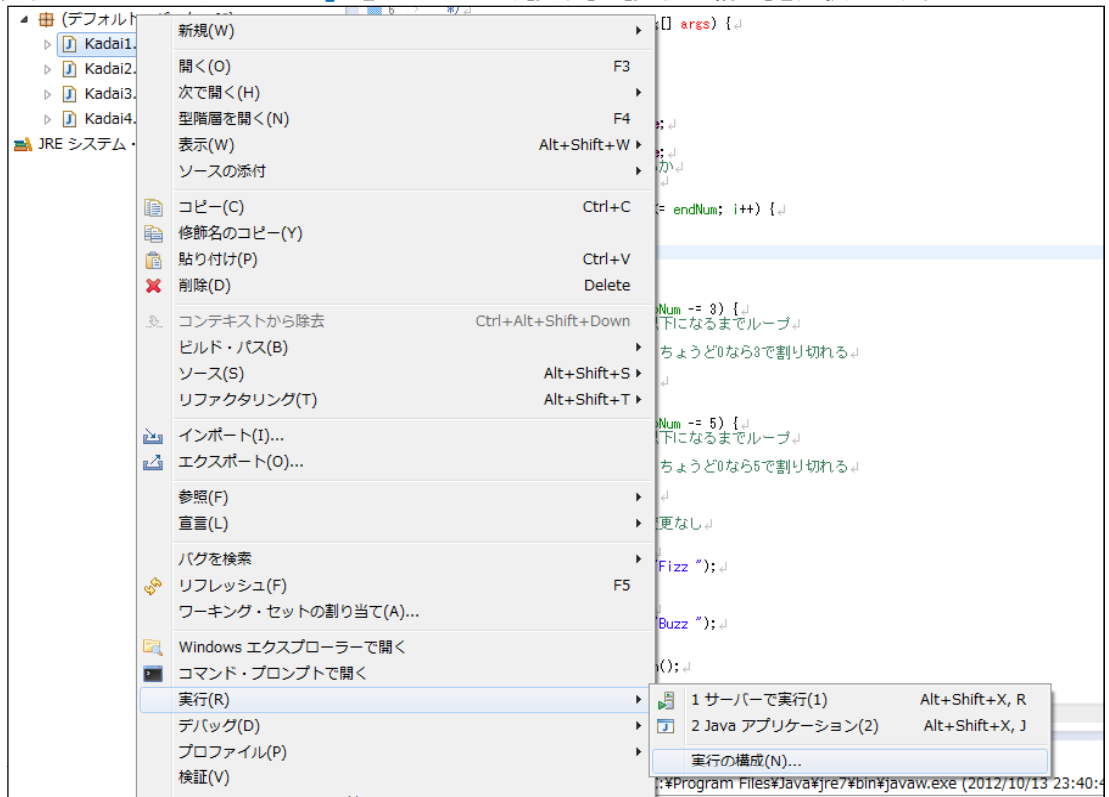 (デフォルト
Kadai1.
Kadai2.
Kadai3.
Kadai4.
JRE システム・
新規(W)
開く(O) F3
次で開く(H)
型階層を開く(N) F4
表示(W) Alt+Shift+W
ソースの添付
コピー(C) Ctrl+C
修飾名のコピー(Y)
貼り付け(P) Ctrl+V
削除(D) Delete
コンテキストから除去 Ctrl+Alt+Shift+Down
ビルド・パス(B)
ソース(S) Alt+Shift+S
リファクタリング(T) Alt+Shift+T
インポート(I)...
エクスポート(O)...
参照(F)
宣言(L)
バグを検索
リフレッシュ(F) F5
ワーキング・セットの割り当て(A)...
Windows エクスプローラーで開く
コマンド・プロンプトで開く
実行(R)
デバッグ(D)
プロファイル(P)
検証(V)
6 */
[] args) {
;
;
か
= endNum; i++) {
Num -= 3) {
下になるまでループ
ちょうど0なら3で割り切れる
Num -= 5) {
下になるまでループ
ちょうど0なら5で割り切れる
更なし
Fizz ");
Buzz ");
();
1 サーバーで実行(1) Alt+Shift+X, R
2 Java アプリケーション(2) Alt+Shift+X, J
実行の構成(N)...
:¥Program Files¥Java¥jre7¥bin¥javaw.exe (2012/10/13 23:40:4